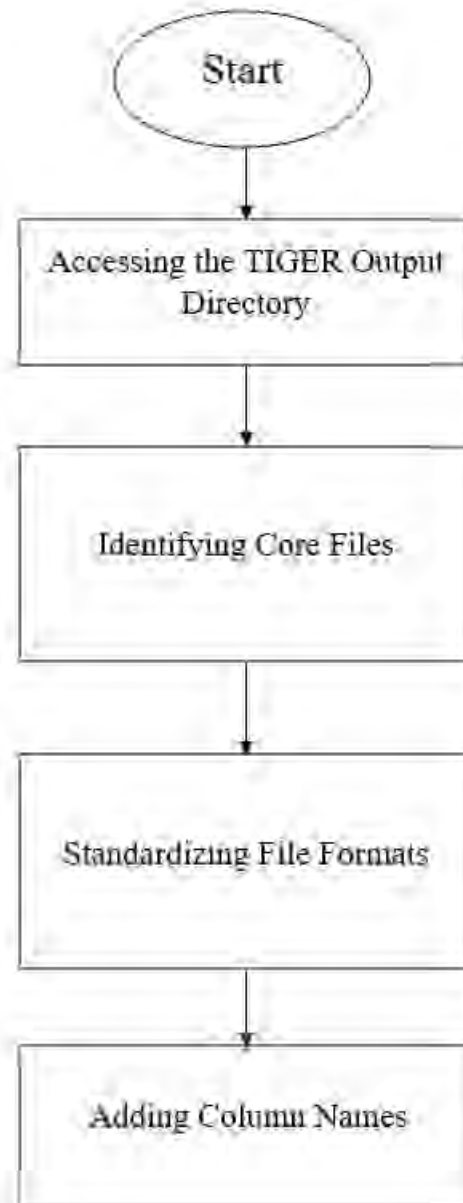 Start
Accessing the TIGER Output
Directory
Identifying Core Files
Standardizing File Formats
Adding Column Names